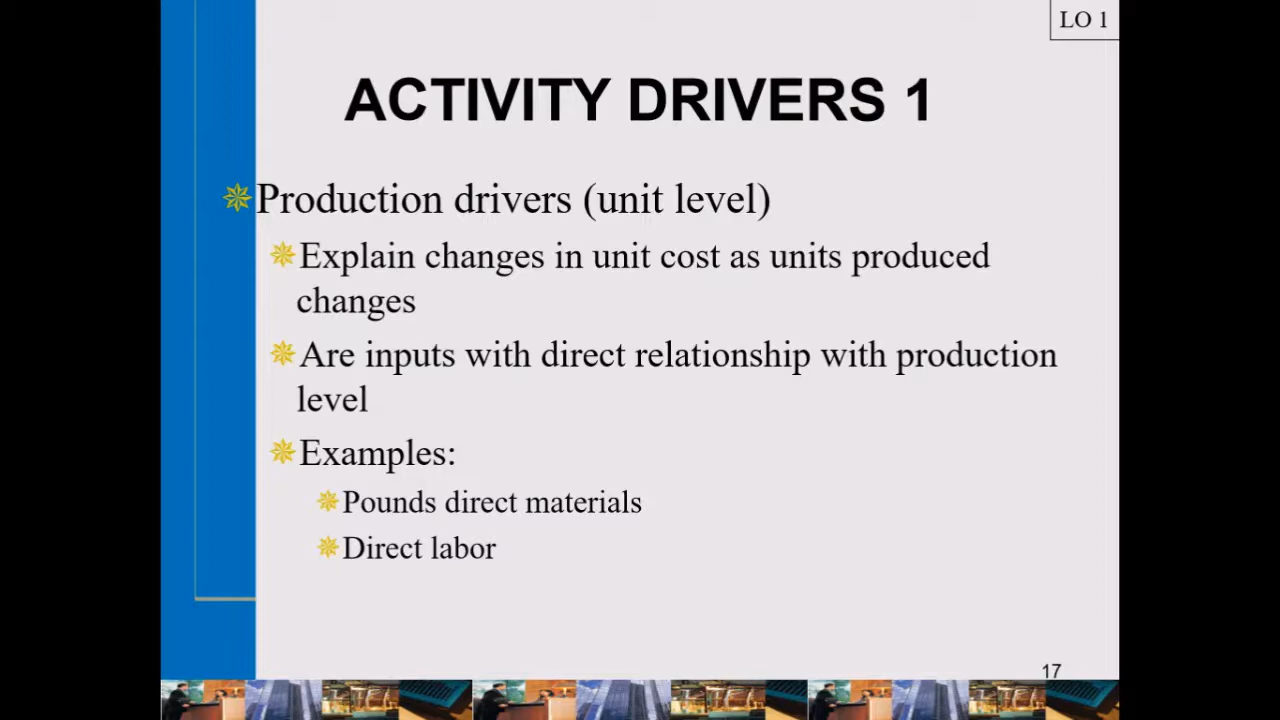 LO 1
ACTIVITY DRIVERS 1
Production drivers (unit level)
Explain changes in unit cost as units produced
changes
Are inputs with direct relationship with production
level
Examples:
Pounds direct materials
Direct labor
17